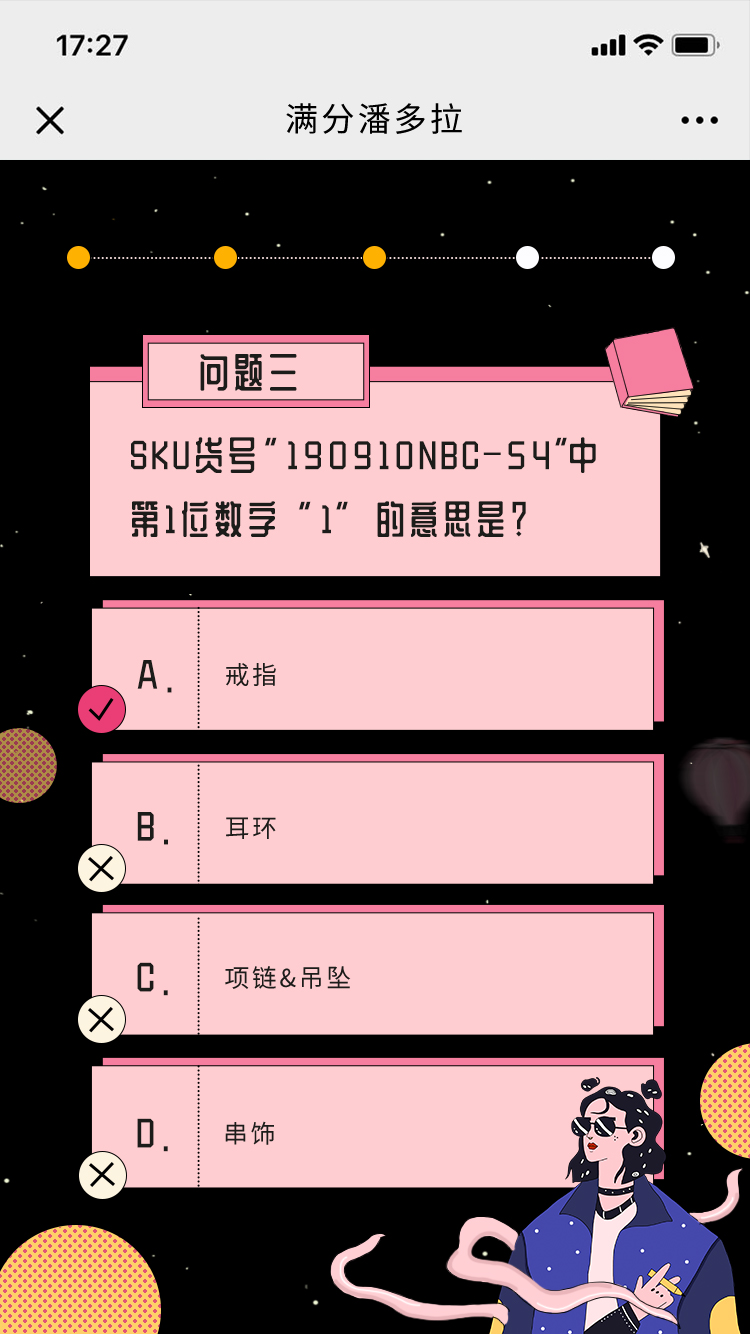 17:27
满分潘多拉
问题三
SKU货号”190910NBC-54”中
第1位数字 “1” 的意思是？
A. 戒指
B. 耳环
C. 项链&吊坠
D. 串饰